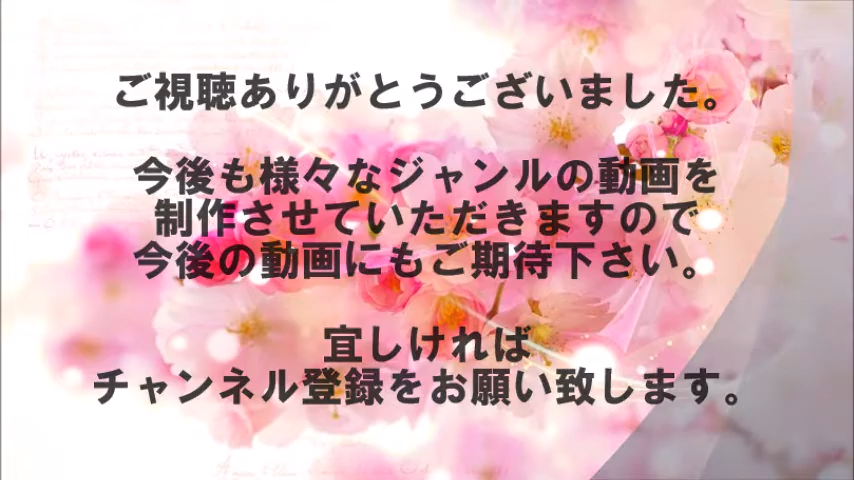 ご視聴ありがとうございました。
今後も様々なジャンルの動画を
制作させていただきますので
今後の動画にもご期待下さい。
宜しければ
チャンネル登録をお願い致します。